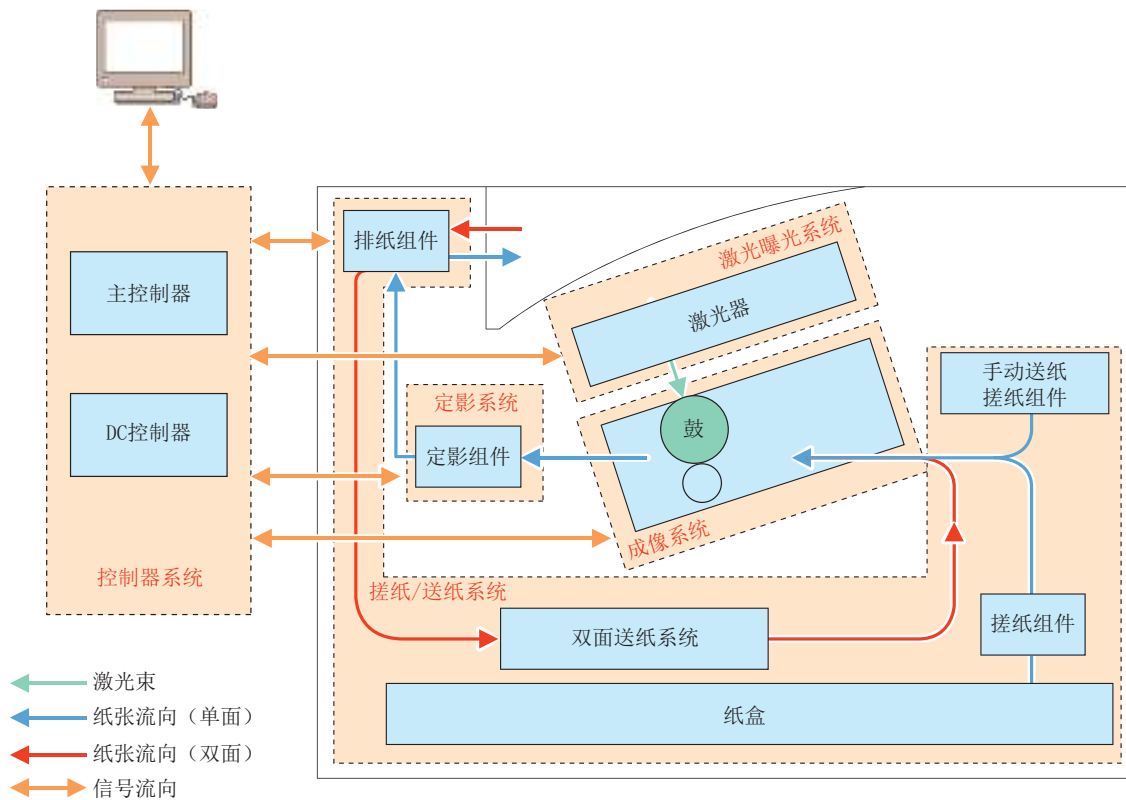 排纸组件
激光曝光系统
主控制器
激光器
手动送纸
搓纸组件
定影系统
DC控制器
鼓
定影组件
成像系统
控制器系统
搓纸/送纸系统
双面送纸系统
搓纸组件
激光束
纸张流向（单面）
纸盒
纸张流向（双面）
信号流向